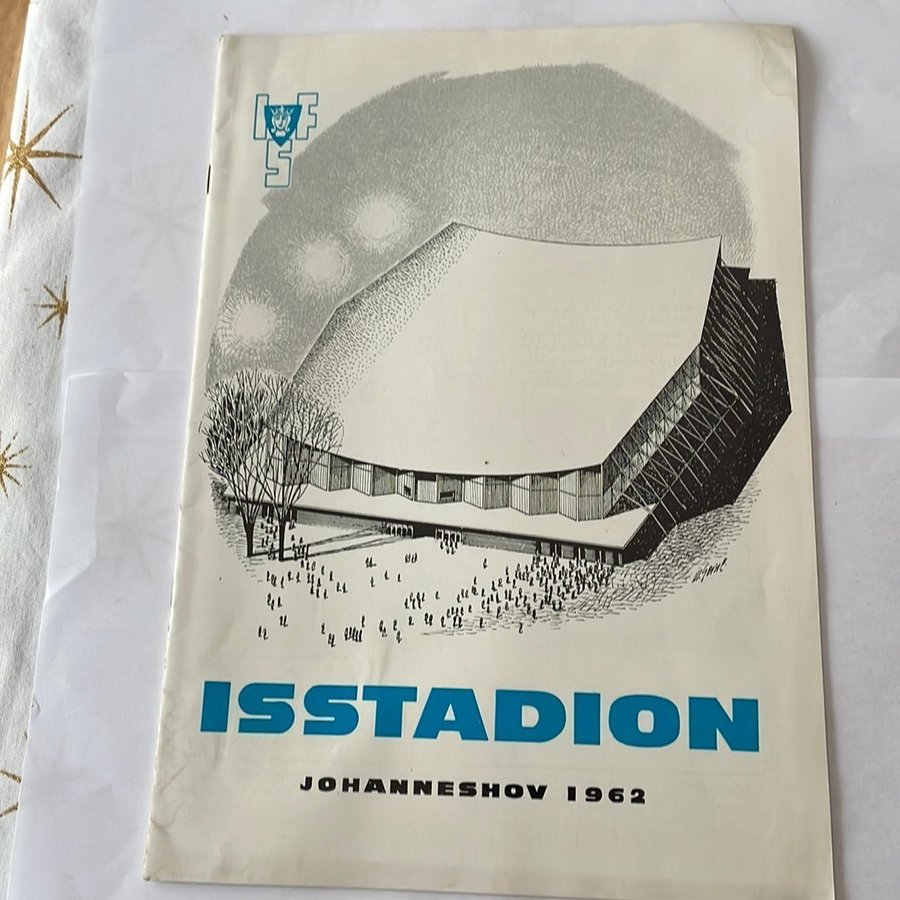 I F
S
ISSTADION
JOHANNESHOV 1962